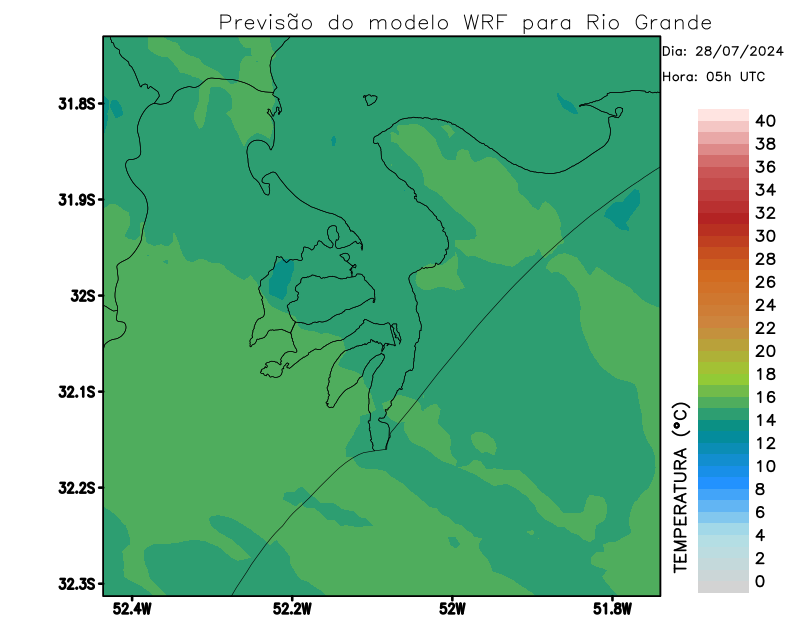 Previsão do modelo WRF para Rio Grande
Dia: 28/07/2024
Hora: 05h UTC
31.8S
31.9S
32S
32.1S
32.2S
32.3S
52.4W
52.2W
52W
51.8W
TEMPERATURA (°C)
40
38
36
34
32
30
28
26
24
22
20
18
16
14
12
10
8
6
4
2
0